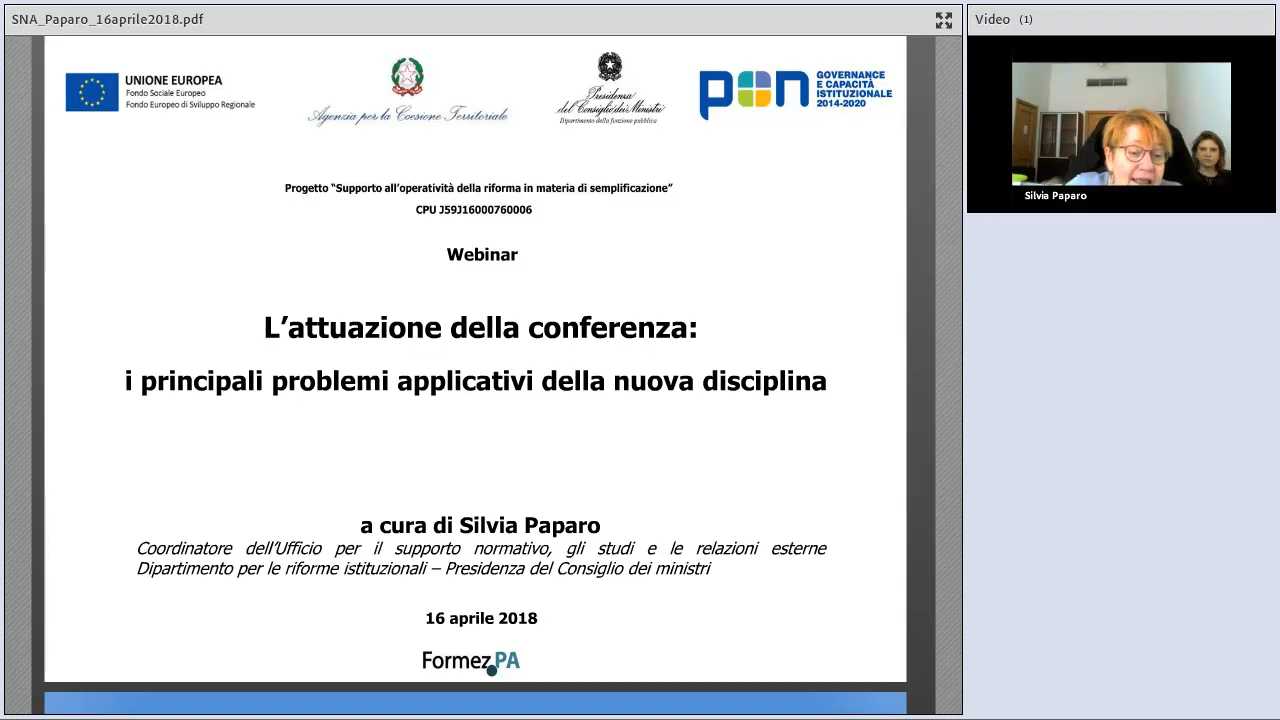 SNA_Paparo_16aprile2018.pdf
Video (1)
UNIONE EUROPEA
Fondo Sociale Europeo
Fondo Europeo di Sviluppo Regionale
Agenzia per la Coesione Territoriale
Presidenza
del Consiglio dei Ministri
Dipartimento della funzione pubblica
pon
GOVERNANCE
E CAPACITÀ
ISTITUZIONALE
2014-2020
Silvia Paparo
Progetto “Supporto all’operatività della riforma in materia di semplificazione”
CPU J59J16000760006
Webinar
L’attuazione della conferenza:
i principali problemi applicativi della nuova disciplina
a cura di Silvia Paparo
Coordinatore dell’Ufficio per il supporto normativo, gli studi e le relazioni esterne
Dipartimento per le riforme istituzionali – Presidenza del Consiglio dei ministri
16 aprile 2018
Formez PA